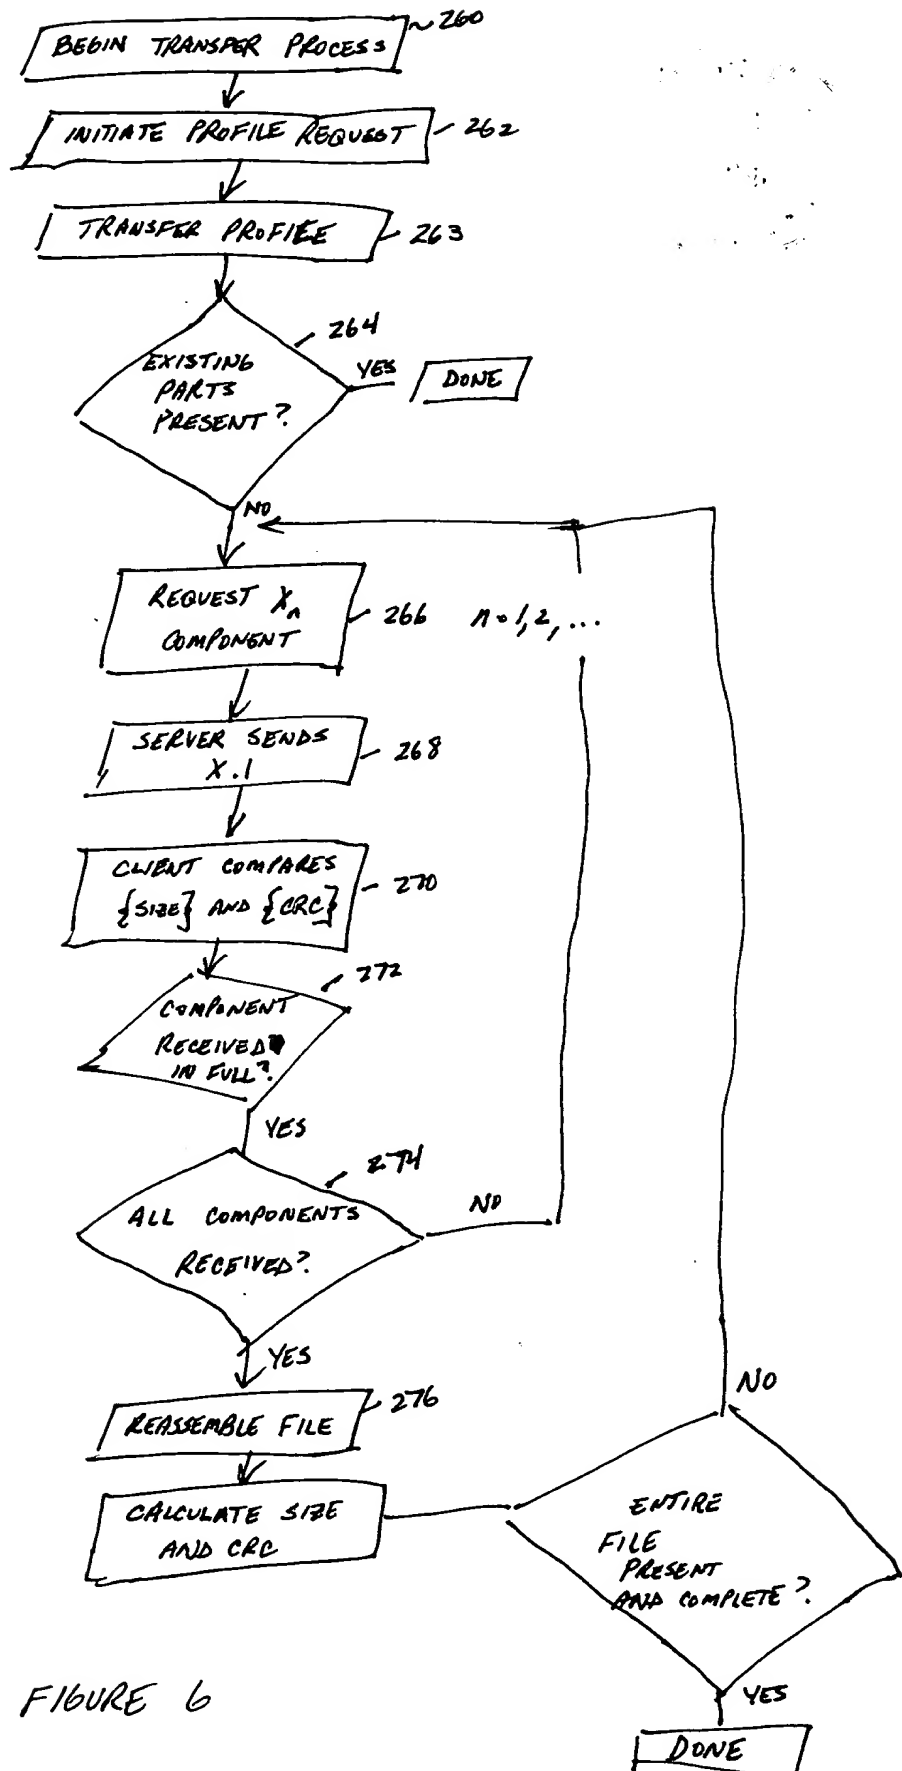 BEGIN TRANSFER PROCESS
260
INITIATE PROFILE REQUEST
262
TRANSFER PROFILE
263
264
EXISTING
PARTS
PRESENT?
YES
DONE
NO
REQUEST Xn
COMPONENT
266
n=1,2,...
SERVER SENDS
X.1
268
CLIENT COMPARES
{SIZE} AND {CRC}
270
272
COMPONENT
RECEIVED
IN FULL?
YES
274
ALL COMPONENTS
RECEIVED?
NO
YES
REASSEMBLE FILE
276
CALCULATE SIZE
AND CRC
NO
ENTIRE
FILE
PRESENT
AND COMPLETE?
YES
DONE
FIGURE 6